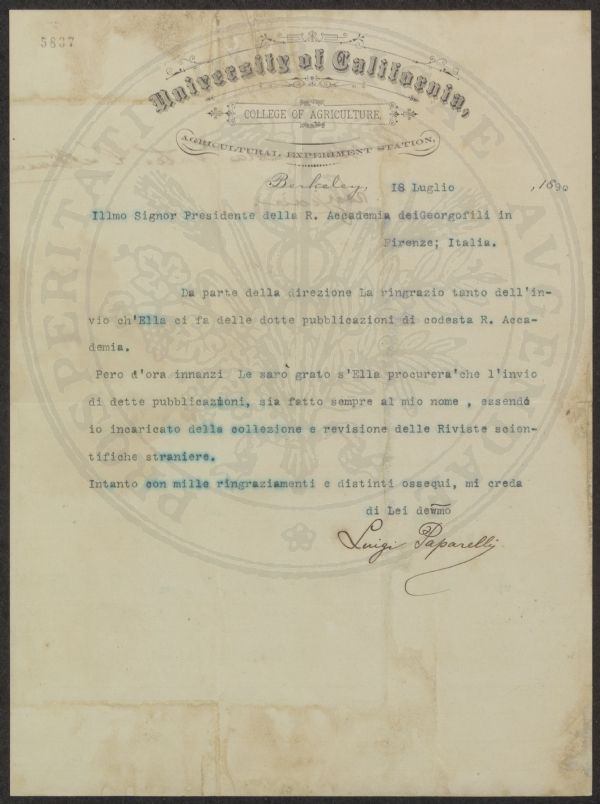 5837
University of California,
COLLEGE OF AGRICULTURE,
AGRICULTURAL EXPERIMENT STATION.
Berkeley, 18 Luglio , 1890
Illmo Signor Presidente della R. Accademia deiGeorgofili in
Firenze; Italia.
Da parte della direzione La ringrazio tanto dell'in-
vio ch'Ella ci fa delle dotte pubblicazioni di codesta R. Acca-
demia.
Pero d'ora innanzi Le sarò grato s'Ella procurera'che l'invio
di dette pubblicazioni, sia fatto sempre al mio nome , essendo
io incaricato della collezione e revisione delle Riviste scien-
tifiche straniere.
Intanto con mille ringraziamenti e distinti ossequi, mi creda
di Lei devmo
Luigi Paparelli
PROSPERITATI AUGENDAE